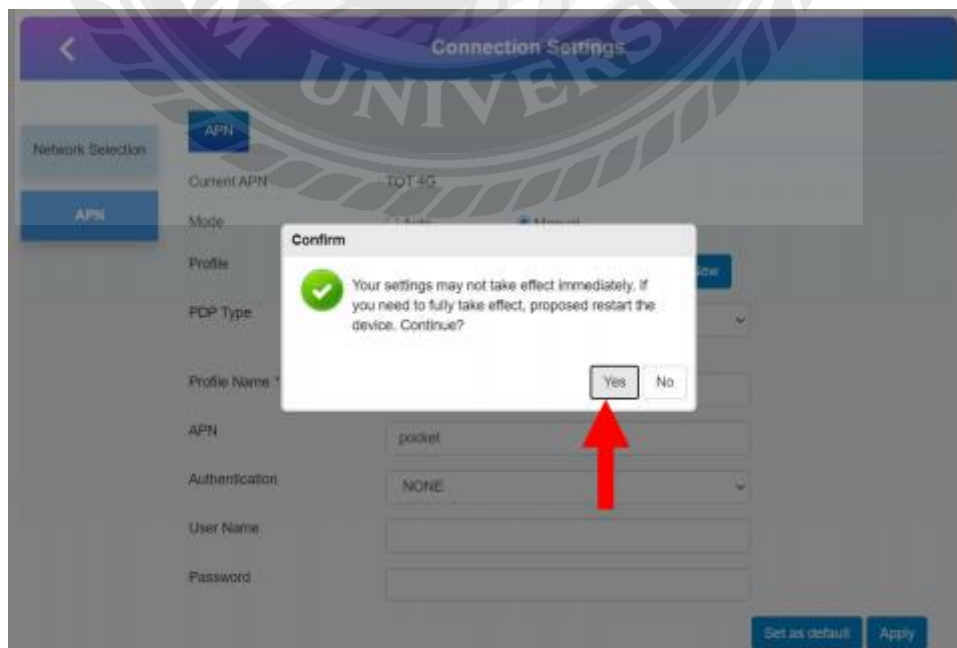 Connection Settings
UNIVERS
Network Selection
APN
APN
Current APN TOT 4G
Mode Auto Manual
Confirm
Your settings may not take effect immediately. If
you need to fully take effect, proposed restart the
device. Continue?
Yes No
Profile
PDP Type
Profile Name *
APN pocket
Authentication NONE
User Name
Password
Set as default Apply